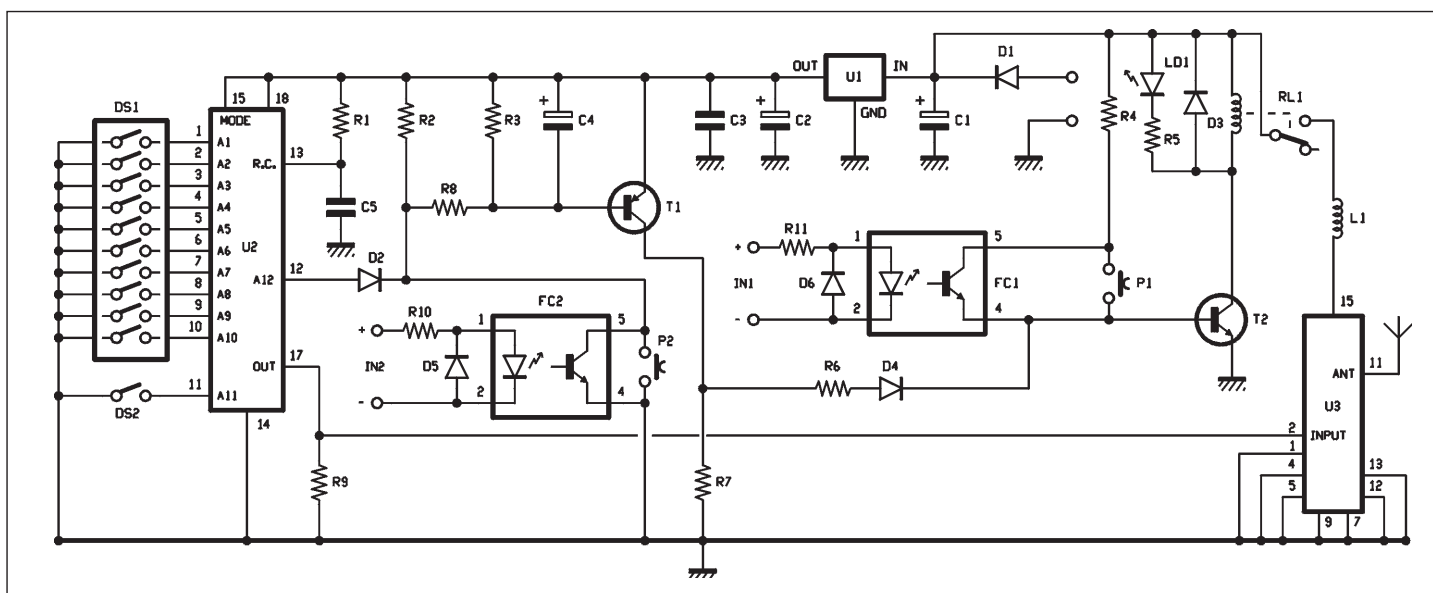 DS1
15
18
MODE
1
A1
2
A2
3
A3
4
A4
5
A5
6
A6
7
A7
8
A8
9
A9
10
A10
11
A11
DS2
U2
R.C.
13
A12
12
OUT
17
14
R1
C5
R2
R3
+
C4
R8
D2
T1
R10
+
IN2
-
D5
FC2
1
2
5
4
P2
R9
R7
C3
+
C2
OUT
U1
IN
GND
+
C1
D1
R4
LD1
R5
D3
RL1
L1
R11
+
IN1
-
D6
1
2
FC1
5
4
P1
T2
R6
D4
15
ANT
11
U3
2
INPUT
1
4
5
13
12
9
7